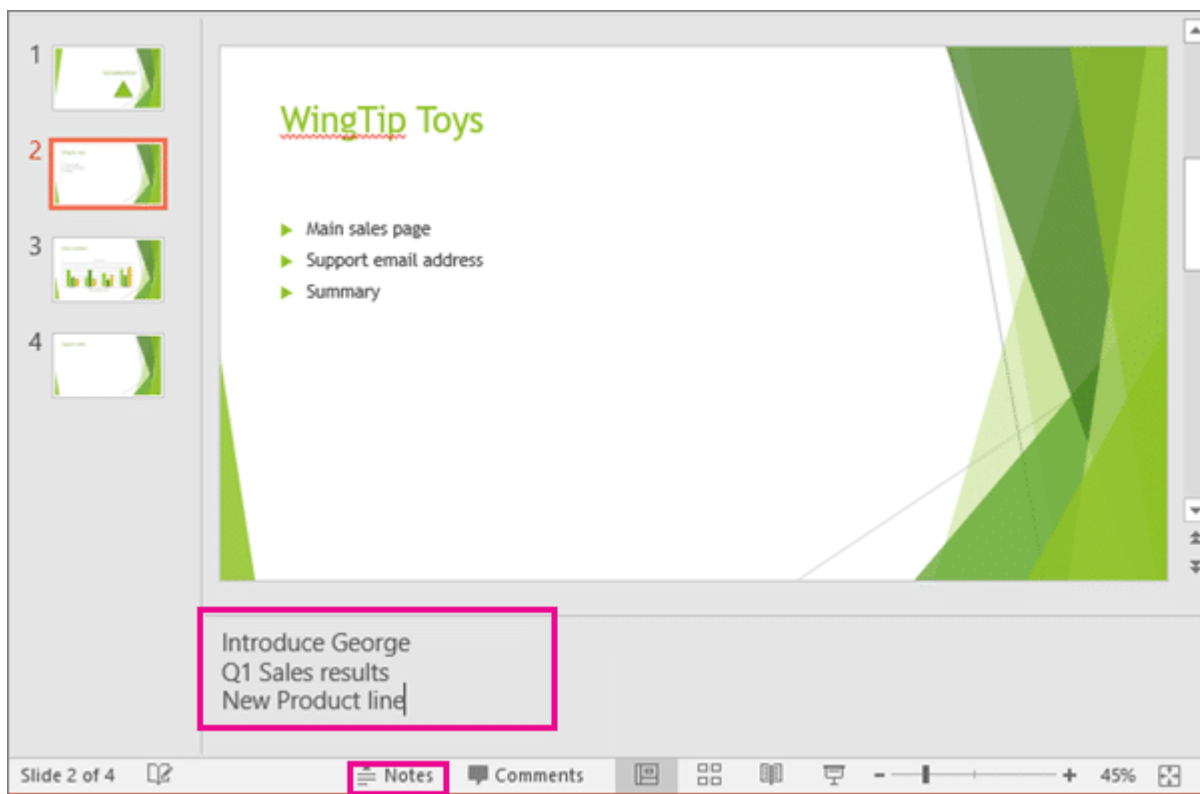 1
2
3
4
WingTip Toys
Main sales page
Support email address
Summary
Introduce George
Q1 Sales results
New Product line
Slide 2 of 4
Notes
Comments
45%